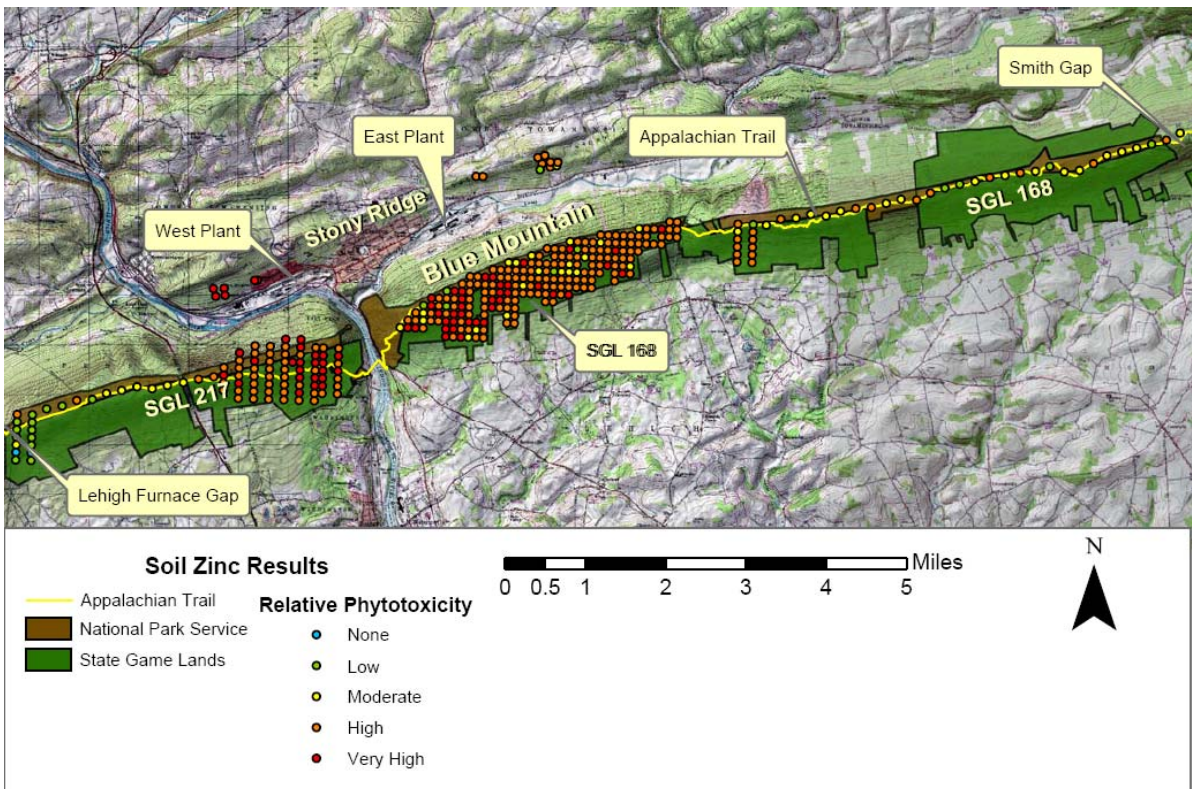 Smith Gap
East Plant
Appalachian Trail
TOWAMENSI
SGL 168
Stony Ridge
West Plant
Blue Mountain
SGL 168
SGL 217
Lehigh Furnace Gap
Soil Zinc Results
Appalachian Trail
National Park Service
State Game Lands
Relative Phytotoxicity
None
Low
Moderate
High
Very High
0 0.5 1 2 3 4 5 Miles
N